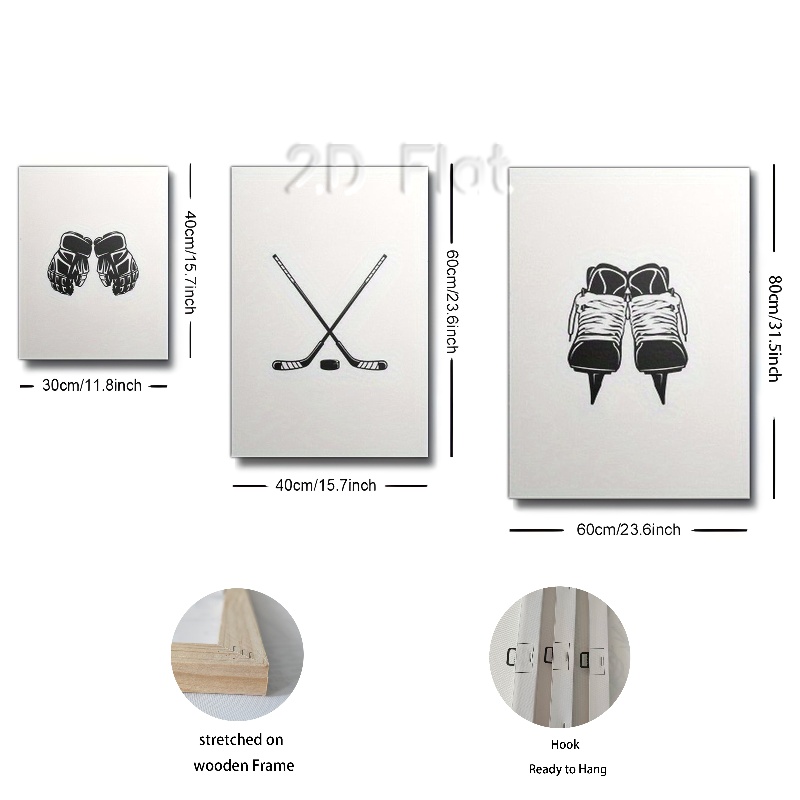 2D Flat
40cm/15.7inch
30cm/11.8inch
60cm/23.6inch
40cm/15.7inch
80cm/31.5inch
60cm/23.6inch
stretched on
wooden Frame
Hook
Ready to Hang